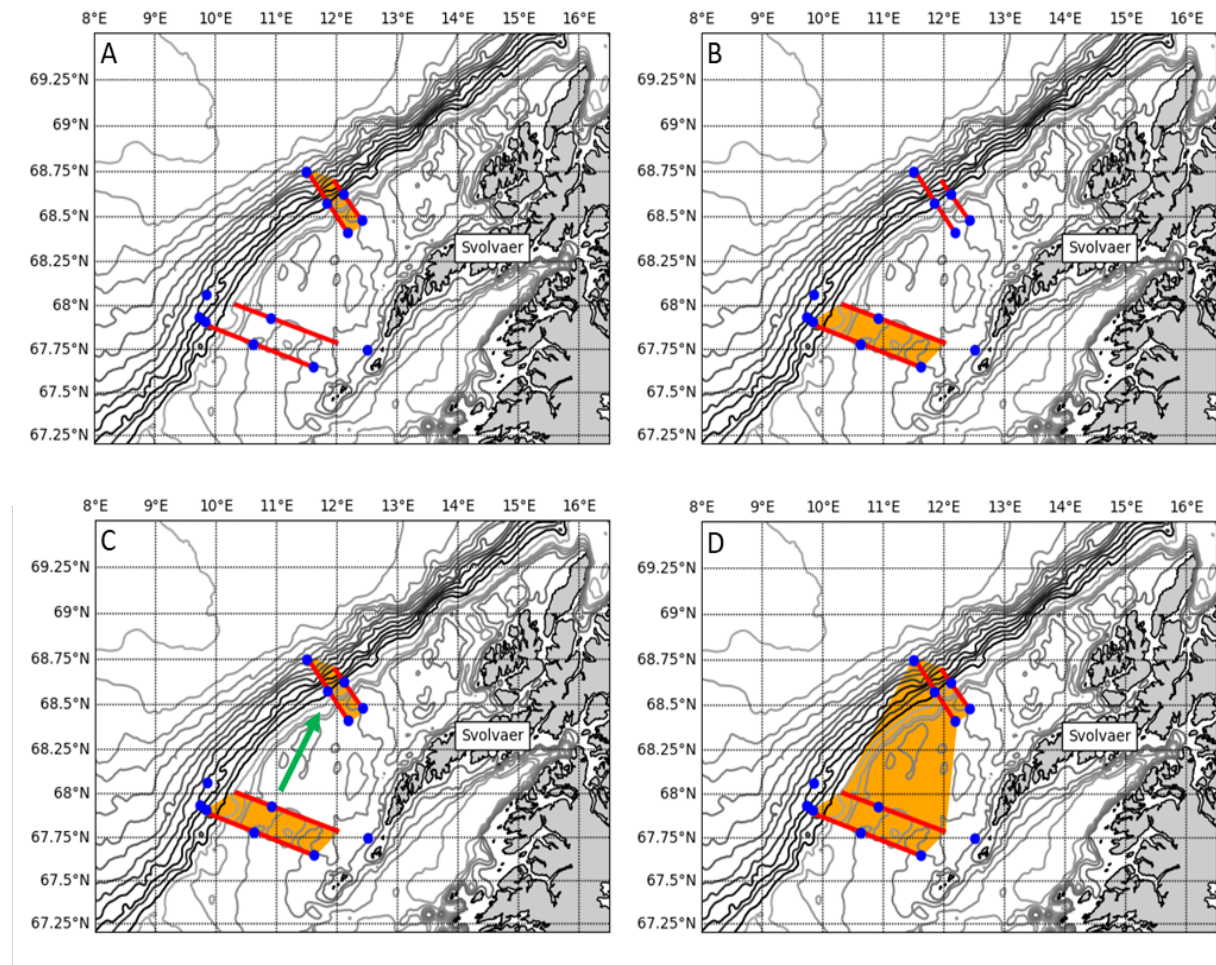 8°E 9°E 10°E 11°E 12°E 13°E 14°E 15°E 16°E 8°E 9°E 10°E 11°E 12°E 13°E 14°E 15°E 16°E
A B
69.25°N 69.25°N
69°N 69°N
68.75°N 68.75°N
68.5°N 68.5°N
Svolvaer Svolvaer
68.25°N 68.25°N
68°N 68°N
67.75°N 67.75°N
67.5°N 67.5°N
67.25°N 67.25°N
8°E 9°E 10°E 11°E 12°E 13°E 14°E 15°E 16°E 8°E 9°E 10°E 11°E 12°E 13°E 14°E 15°E 16°E
C D
69.25°N 69.25°N
69°N 69°N
68.75°N 68.75°N
68.5°N 68.5°N
Svolvaer Svolvaer
68.25°N 68.25°N
68°N 68°N
67.75°N 67.75°N
67.5°N 67.5°N
67.25°N 67.25°N